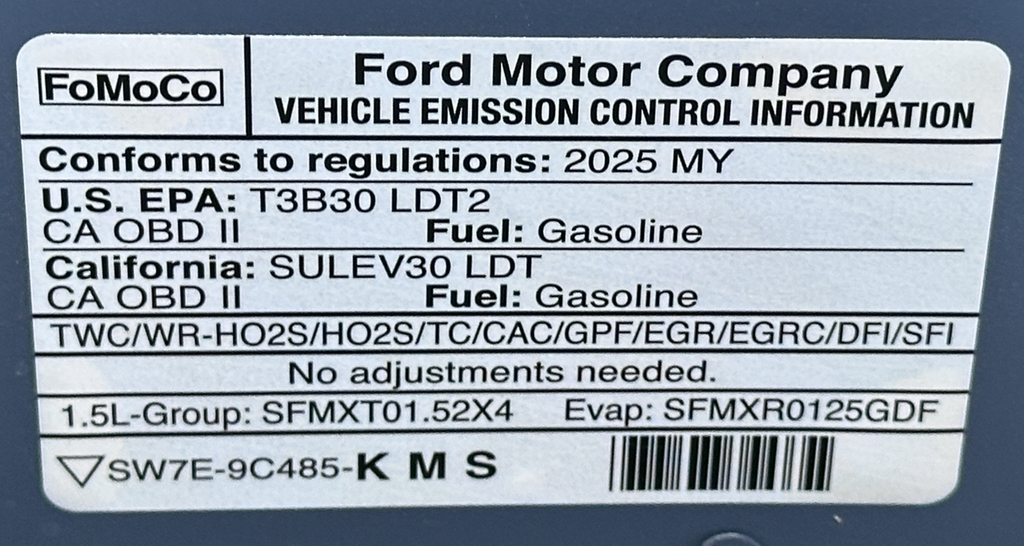 FoMoCo
Ford Motor Company
VEHICLE EMISSION CONTROL INFORMATION
Conforms to regulations: 2025 MY
U.S. EPA: T3B30 LDT2
CA OBD II Fuel: Gasoline
California: SULEV30 LDT
CA OBD II Fuel: Gasoline
TWC/WR-HO2S/HO2S/TC/CAC/GPF/EGR/EGRC/DFI/SFI
No adjustments needed.
1.5L-Group: SFMXT01.52X4 Evap: SFMXR0125GDF
SW7E-9C485-K M S